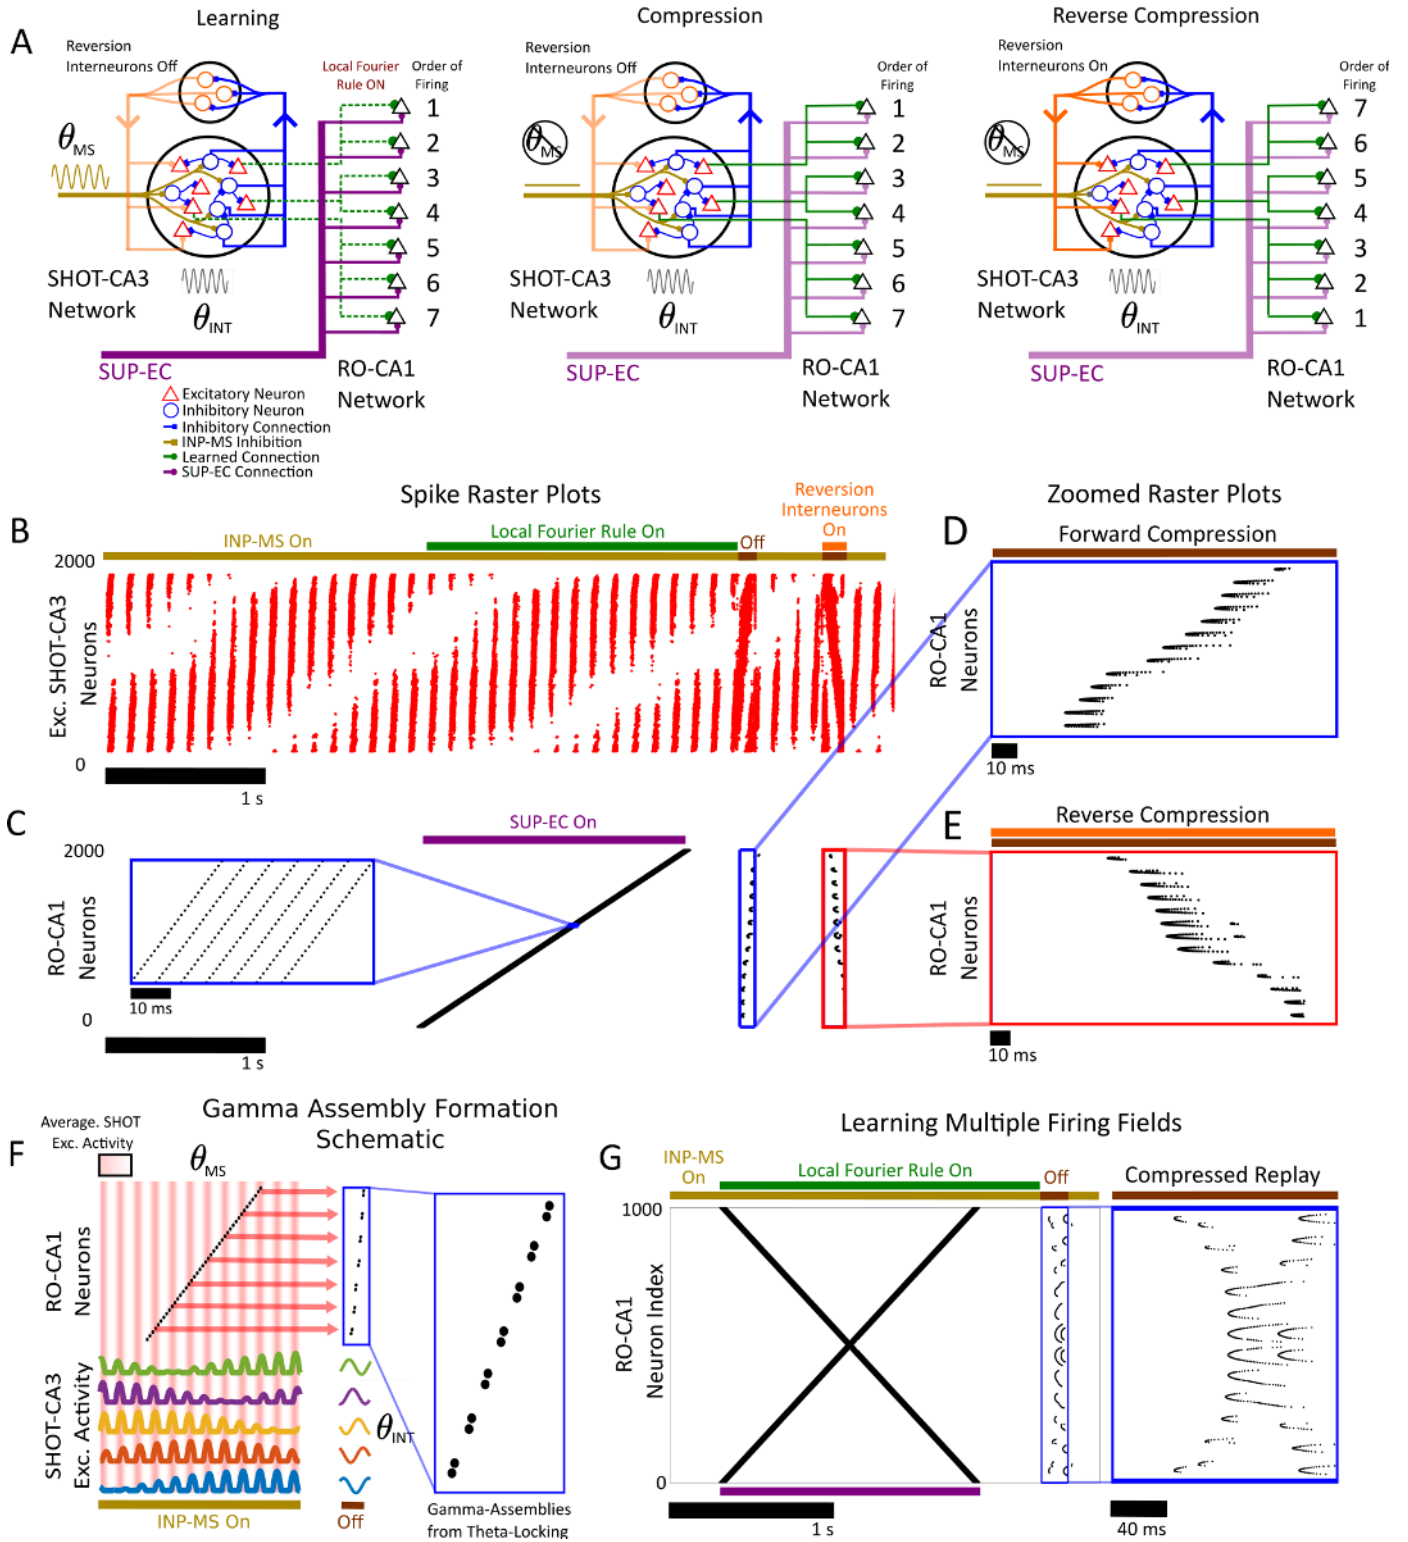 Learning
Compression
Reverse Compression
A
Reversion
Interneurons Off
Local Fourier
Rule ON
Order of
Firing
θMS
1
2
3
4
5
6
7
SHOT-CA3
Network
θINT
SUP-EC
RO-CA1
Network
Reversion
Interneurons Off
Order of
Firing
θMS
1
2
3
4
5
6
7
SHOT-CA3
Network
θINT
SUP-EC
RO-CA1
Network
Reversion
Interneurons On
Order of
Firing
θMS
7
6
5
4
3
2
1
SHOT-CA3
Network
θINT
SUP-EC
RO-CA1
Network
Excitatory Neuron
Inhibitory Neuron
Inhibitory Connection
INP-MS Inhibition
Learned Connection
SUP-EC Connection
Spike Raster Plots
Zoomed Raster Plots
B
INP-MS On
Local Fourier Rule On
Off
Reversion
Interneurons
On
2000
Exc. SHOT-CA3
Neurons
0
1 s
D
Forward Compression
RO-CA1
Neurons
10 ms
C
SUP-EC On
2000
RO-CA1
Neurons
0
10 ms
1 s
E
Reverse Compression
RO-CA1
Neurons
10 ms
Gamma Assembly Formation
Schematic
F
Average. SHOT
Exc. Activity
θMS
RO-CA1
Neurons
SHOT-CA3
Exc. Activity
θINT
INP-MS On
Off
Gamma-Assemblies
from Theta-Locking
Learning Multiple Firing Fields
G
INP-MS
On
Local Fourier Rule On
Off
Compressed Replay
1000
RO-CA1
Neuron Index
0
1 s
40 ms